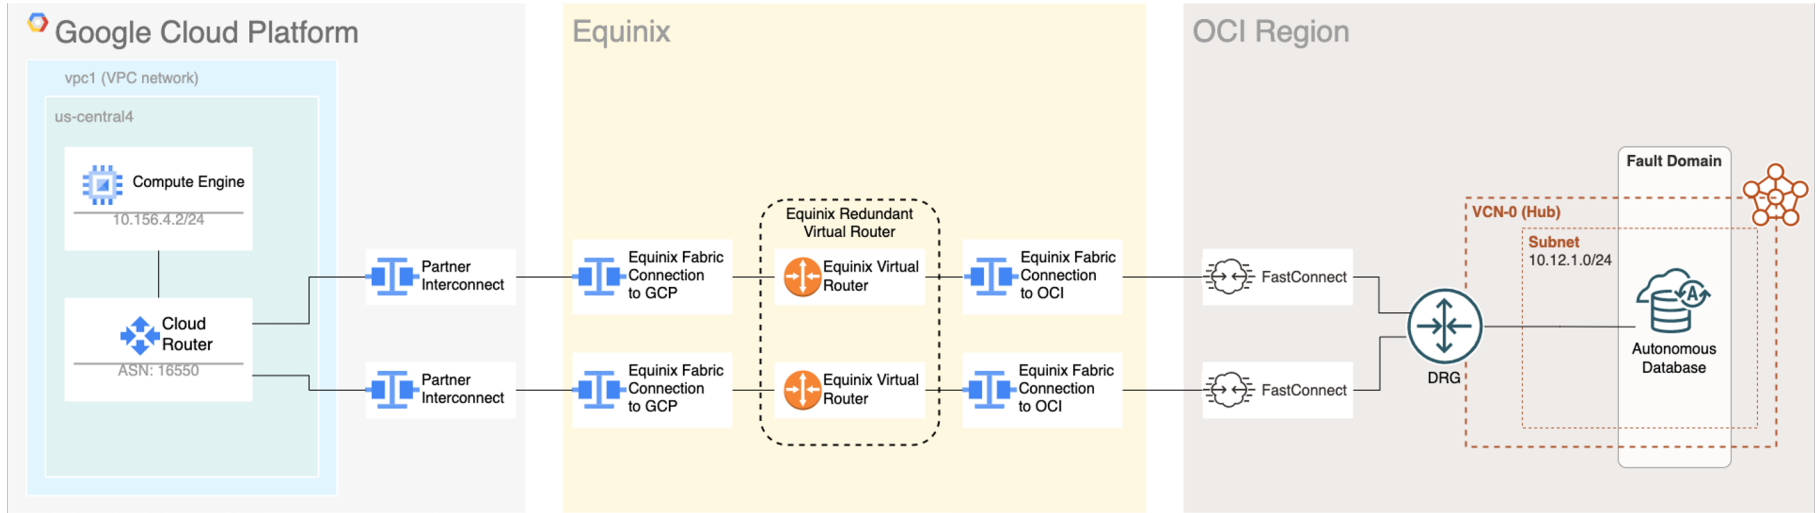 Google Cloud Platform
vpc1 (VPC network)
us-central4
Compute Engine
10.156.4.2/24
Cloud
Router
ASN: 16550
Partner
Interconnect
Partner
Interconnect
Equinix
Equinix Fabric
Connection
to GCP
Equinix Fabric
Connection
to GCP
Equinix Redundant
Virtual Router
Equinix Virtual
Router
Equinix Virtual
Router
Equinix Fabric
Connection
to OCI
Equinix Fabric
Connection
to OCI
OCI Region
FastConnect
FastConnect
DRG
VCN-0 (Hub)
Subnet
10.12.1.0/24
Fault Domain
A
Autonomous
Database